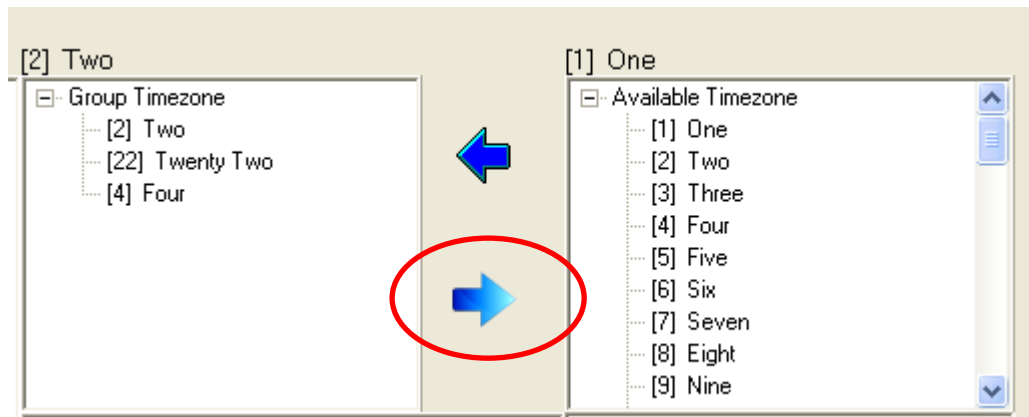 [2] Two
Group Timezone
[2] Two
[22] Twenty Two
[4] Four
[1] One
Available Timezone
[1] One
[2] Two
[3] Three
[4] Four
[5] Five
[6] Six
[7] Seven
[8] Eight
[9] Nine